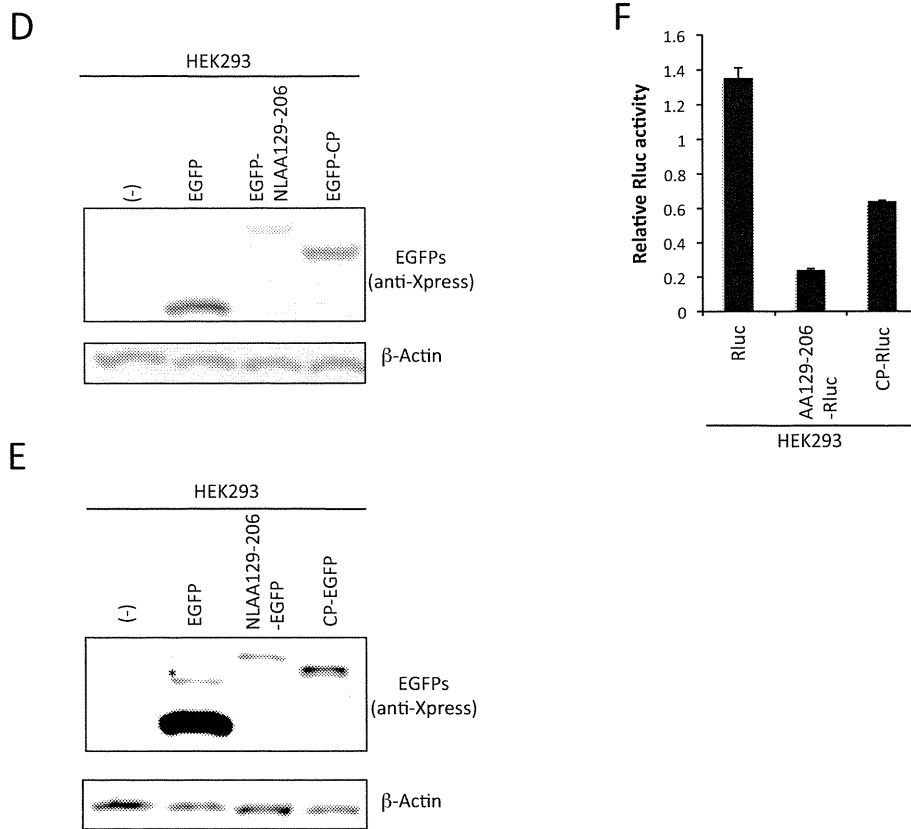 D
HEK293
(-)
EGFP
EGFP-
NLAA129-206
EGFP-CP
EGFPs
(anti-Xpress)
β-Actin
E
HEK293
(-)
EGFP
NLAA129-206
-EGFP
CP-EGFP
*
EGFPs
(anti-Xpress)
β-Actin
F
Relative Rluc activity
1.6
1.4
1.2
1
0.8
0.6
0.4
0.2
0
Rluc
AA129-206
-Rluc
CP-Rluc
HEK293